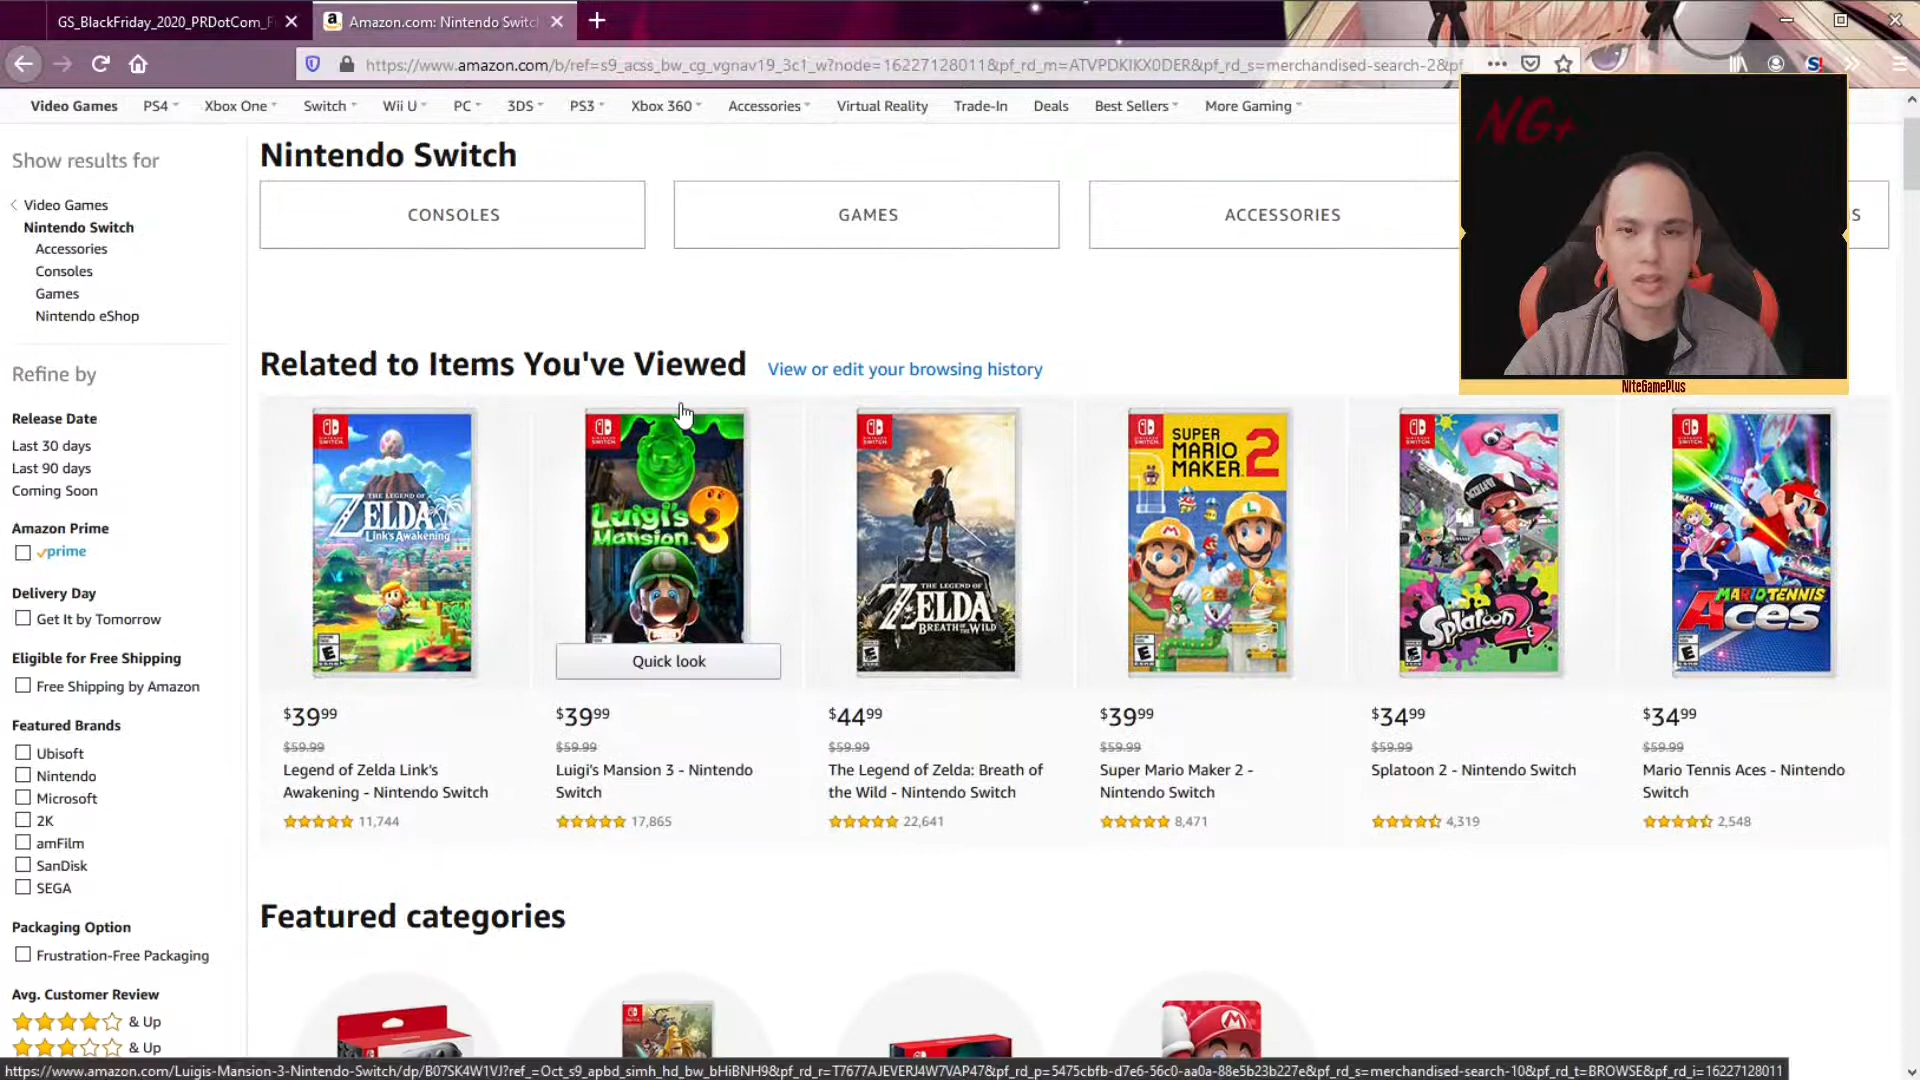 GS_BlackFriday_2020_PRDotCom_F
Amazon.com: Nintendo Switc
https://www.amazon.com/b/ref=s9_acss_bw_cg_vgnav19_3c1_w?node=16227128011&pf_rd_m=ATVPDKIKX0DER&pf_rd_s=merchandised-search-2&pf
Video Games PS4 Xbox One Switch Wii U PC 3DS PS3 Xbox 360 Accessories Virtual Reality Trade-In Deals Best Sellers More Gaming
NG+
NiteGamePlus
Show results for
Video Games
Nintendo Switch
Accessories
Consoles
Games
Nintendo eShop
Refine by
Release Date
Last 30 days
Last 90 days
Coming Soon
Amazon Prime
prime
Delivery Day
Get It by Tomorrow
Eligible for Free Shipping
Free Shipping by Amazon
Featured Brands
Ubisoft
Nintendo
Microsoft
2K
amFilm
SanDisk
SEGA
Packaging Option
Frustration-Free Packaging
Avg. Customer Review
& Up
& Up
Nintendo Switch
CONSOLES GAMES ACCESSORIES S
Related to Items You've Viewed View or edit your browsing history
THE LEGEND OF
ZELDA
Link's Awakening
Luigi's
Mansion 3
THE LEGEND OF
ZELDA
BREATH OF THE WILD
SUPER
MARIO
MAKER 2
Splatoon 2
MARIO TENNIS
Aces
Quick look
$39.99 $39.99 $44.99 $39.99 $34.99 $34.99
$59.99 $59.99 $59.99 $59.99 $59.99 $59.99
Legend of Zelda Link's
Awakening - Nintendo Switch
11,744
Luigi's Mansion 3 - Nintendo
Switch
17,865
The Legend of Zelda: Breath of
the Wild - Nintendo Switch
22,641
Super Mario Maker 2 -
Nintendo Switch
8,471
Splatoon 2 - Nintendo Switch
4,319
Mario Tennis Aces - Nintendo
Switch
2,548
Featured categories
https://www.amazon.com/Luigis-Mansion-3-Nintendo-Switch/dp/B07SK4W1VJ?ref_=Oct_s9_apbd_simh_hd_bw_bHiBNH9&pf_rd_r=T7677AJEVERJ4W7VAP47&pf_rd_p=5475cbfb-d7e6-56c0-aa0a-88e5b23b227e&pf_rd_s=merchandised-search-10&pf_rd_t=BROWSE&pf_rd_i=16227128011